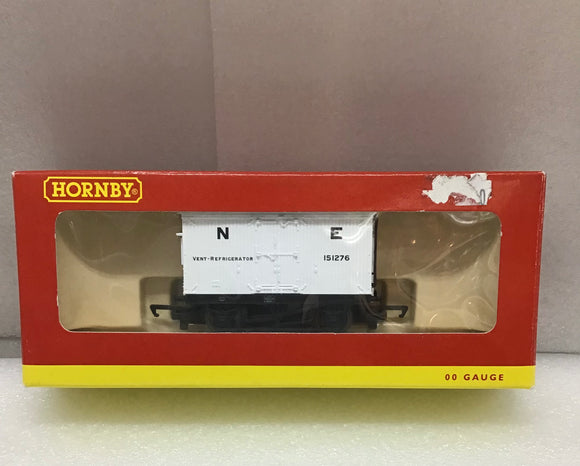 HORNBY
N E
VENT-REFRIGERATOR 151276
00 GAUGE